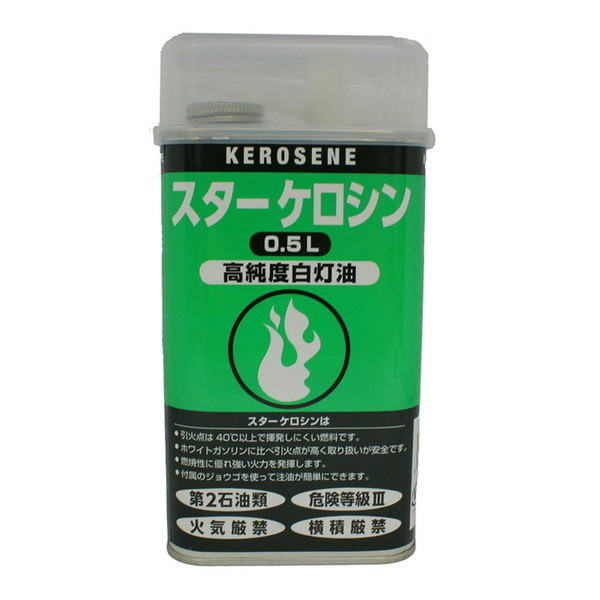 KEROSENE
スターケロシン
0.5L
高純度白灯油
スターケロシンは
●引火点は40℃以上で揮発しにくい燃料です。
●ホワイトガソリンに比べ引火点が高く取り扱いが安全です。
●燃焼性に優れ強い火力を発揮します。
●付属のジョウゴを使って注油が簡単にできます。
第2石油類 危険等級Ⅲ
火気厳禁 横積厳禁